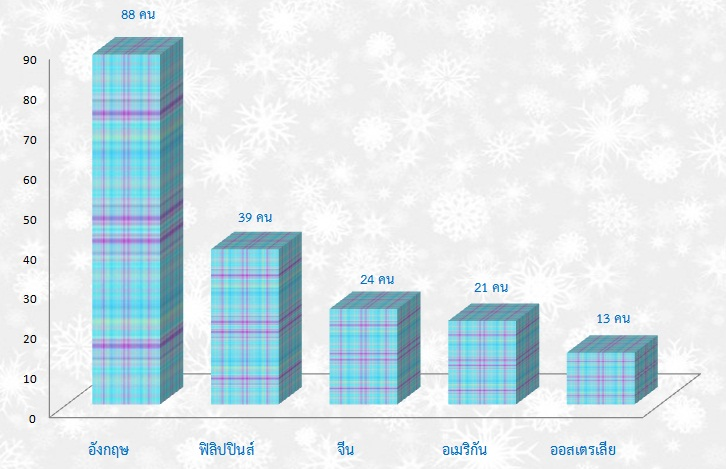 88 คน
90
80
70
60
50
40
30
20
10
0
39 คน
24 คน
21 คน
13 คน
อังกฤษ
ฟิลิปปินส์
จีน
อเมริกัน
ออสเตรเลีย